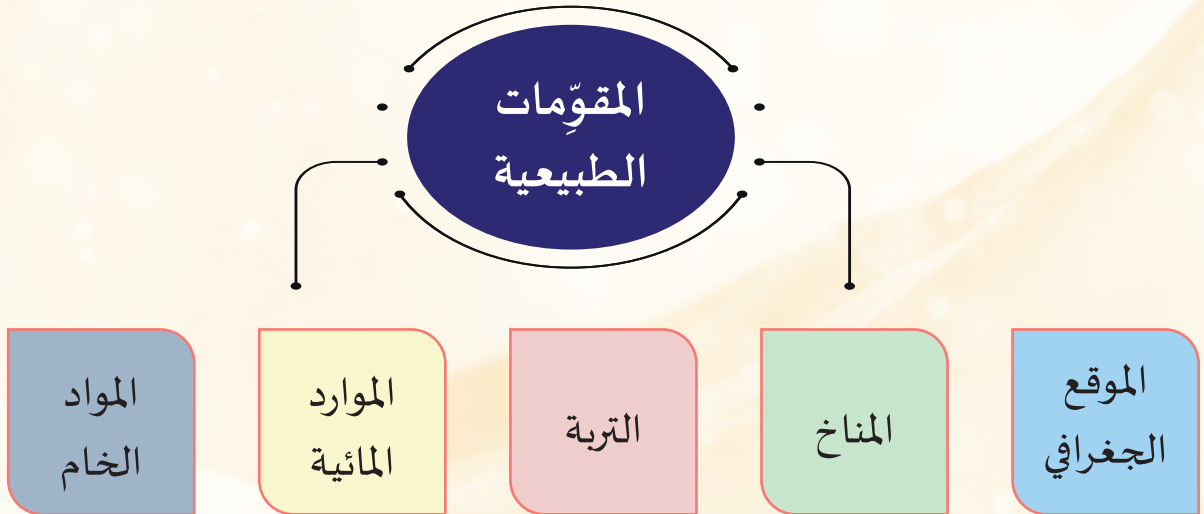 المقوِّمات
الطبيعية
الموقع
الجغرافي
المناخ
التربة
الموارد
المائية
المواد
الخام